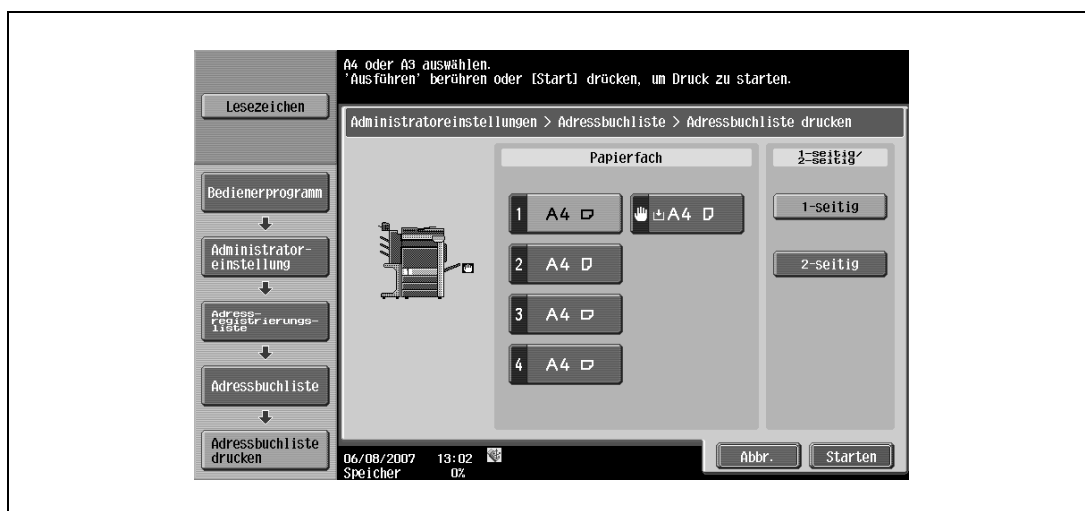 A4 oder A3 auswählen.
'Ausführen' berühren oder [Start] drücken, um Druck zu starten.
Lesezeichen
Administratoreinstellungen > Adressbuchliste > Adressbuchliste drucken
Papierfach
1-seitig/
2-seitig
Bedienerprogramm
Administrator-
einstellung
Adress-
registrierungs-
liste
Adressbuchliste
Adressbuchliste
drucken
1 A4
A4
2 A4
3 A4
4 A4
1-seitig
2-seitig
Abbr.
Starten
06/08/2007 13:02
Speicher 0%